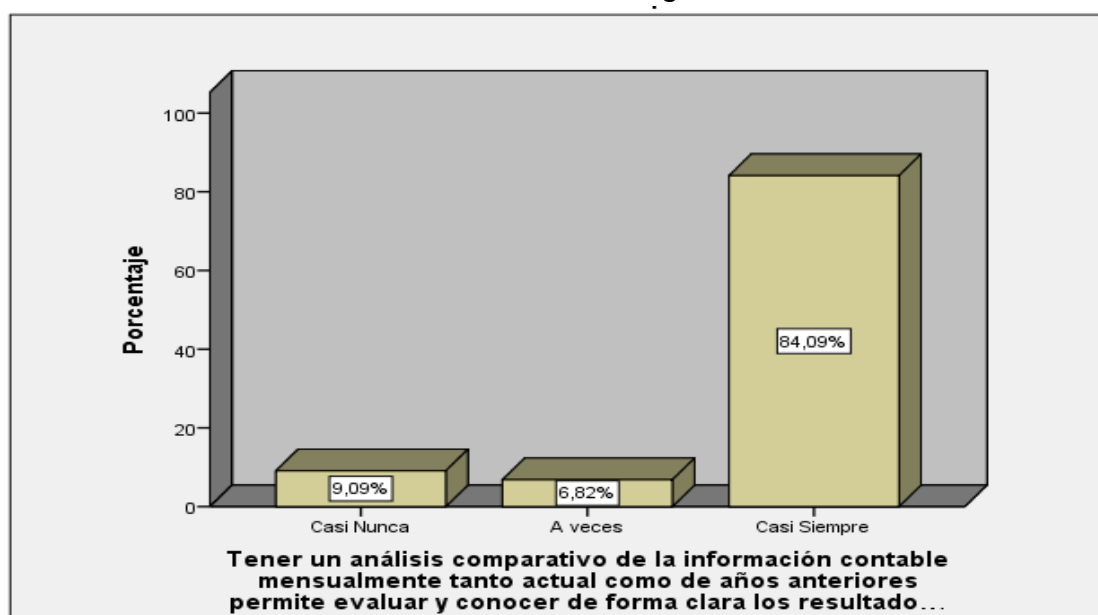 100
80
60
40
20
0
Porcentaje
84,09%
9,09%
6,82%
Casi Nunca
A veces
Casi Siempre
Tener un análisis comparativo de la información contable
mensualmente tanto actual como de años anteriores
permite evaluar y conocer de forma clara los resultado...